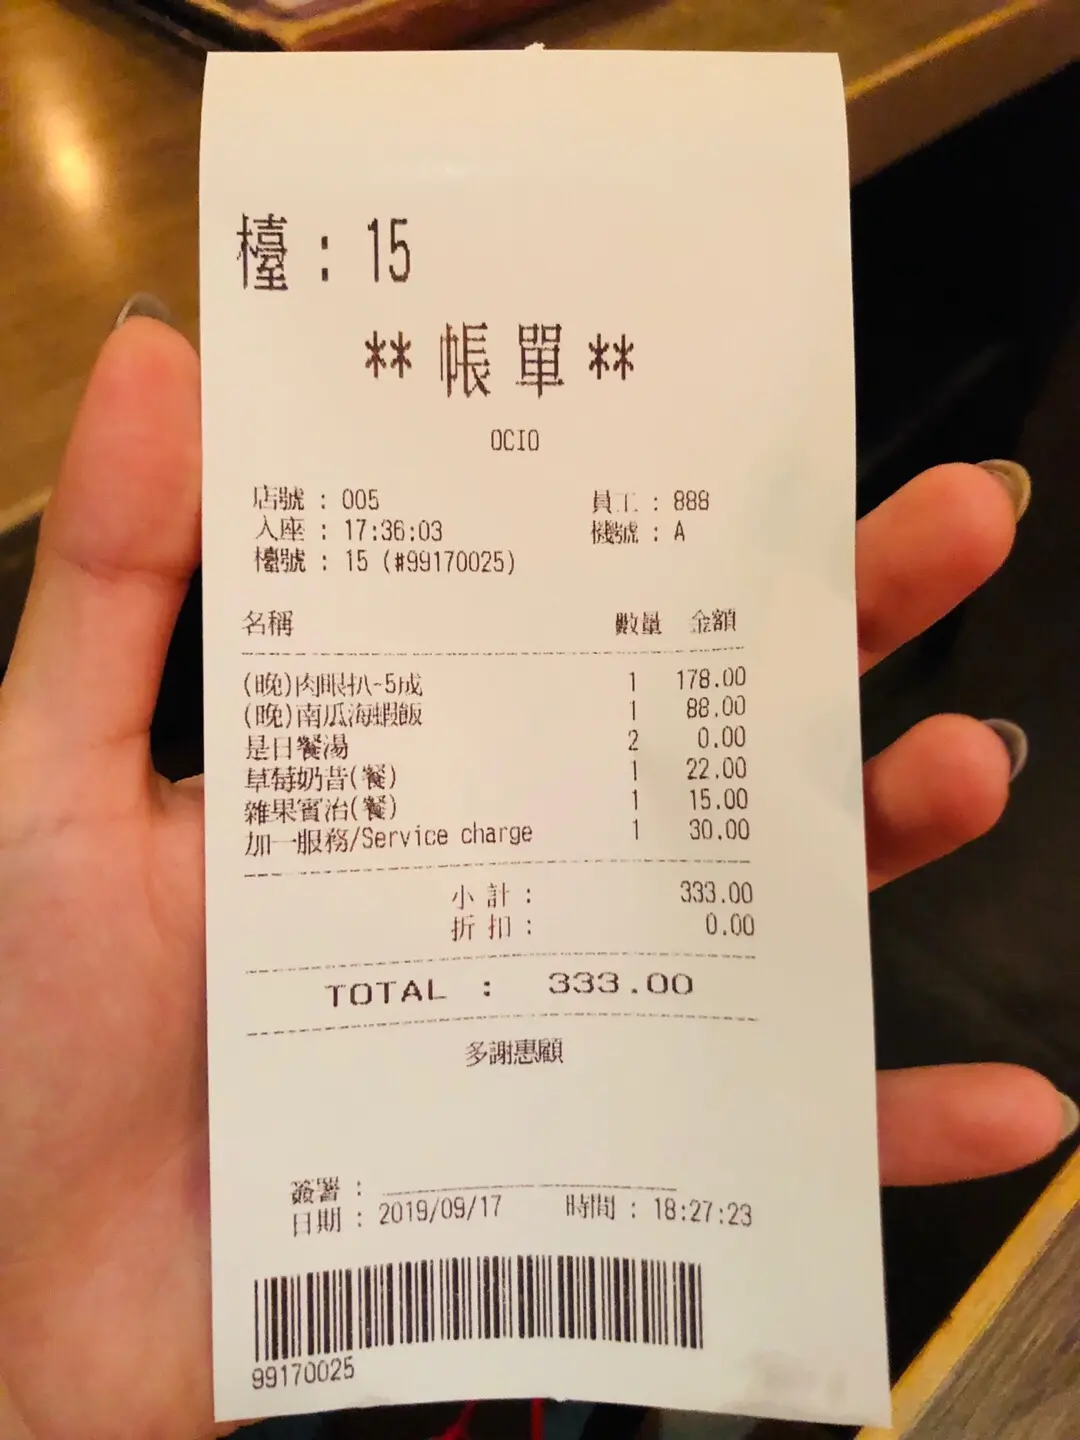 檯 : 15
** 帳 單 **
OCIO
店號 : 005 員工 : 888
入座 : 17:36:03 機號 : A
檯號 : 15 (#99170025)
名稱 數量 金額
(晚)肉眼扒~5成 1 178.00
(晚)南瓜海蝦飯 1 88.00
是日餐湯 2 0.00
草莓奶昔(餐) 1 22.00
雜果賓治(餐) 1 15.00
加一服務/Service charge 1 30.00
小 計 : 333.00
折 扣 : 0.00
TOTAL : 333.00
多謝惠顧
簽署 :
日期 : 2019/09/17 時間 : 18:27:23
99170025